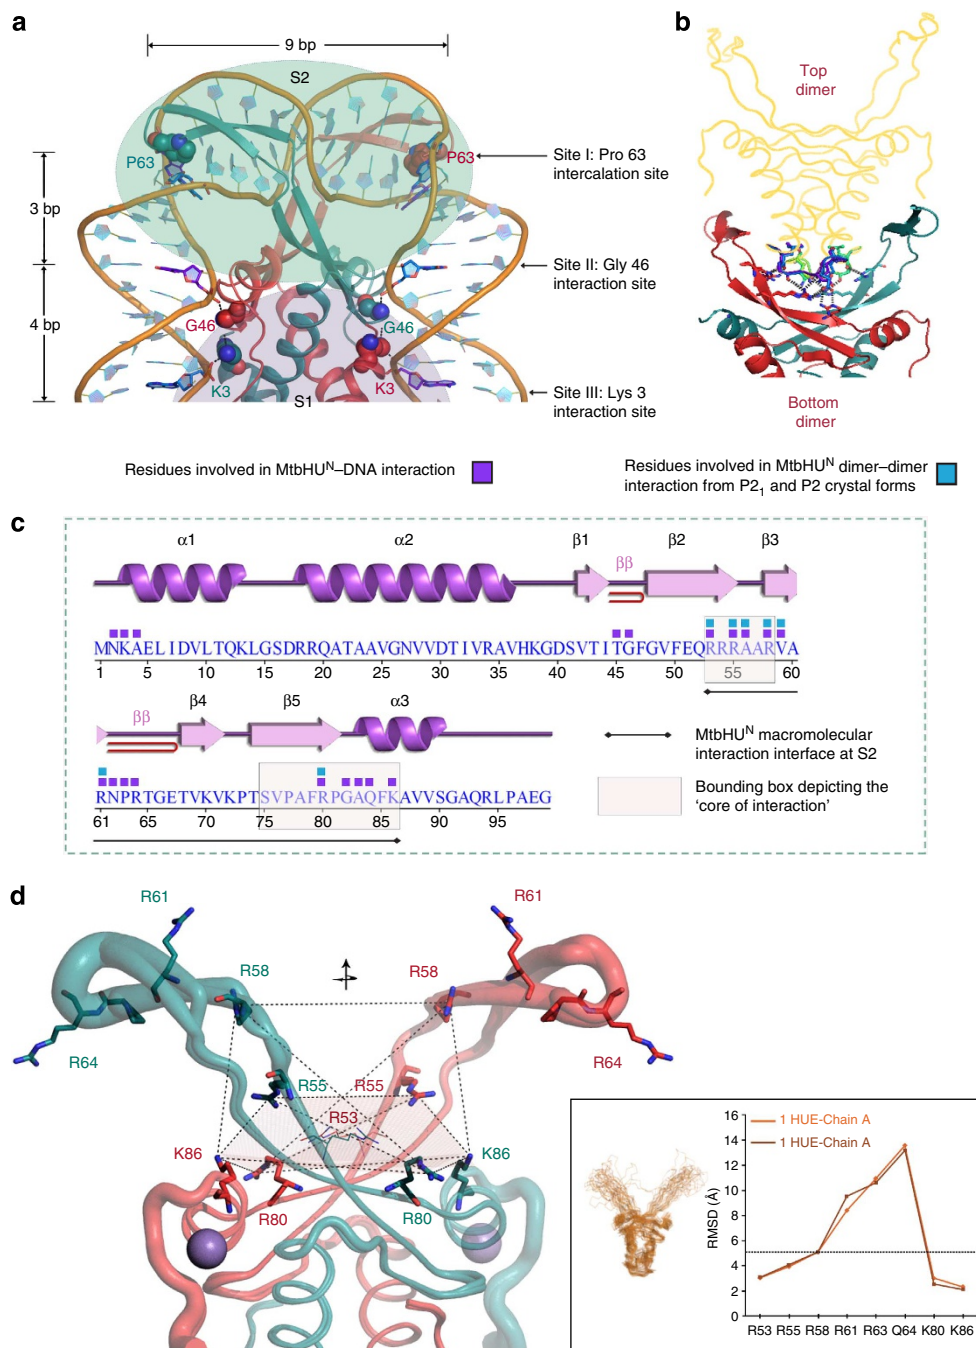 a
9 bp
S2
P63
P63
Site I: Pro 63
intercalation site
3 bp
Site II: Gly 46
interaction site
G46
G46
4 bp
K3
K3
S1
Site III: Lys 3
interaction site
b
Top
dimer
Bottom
dimer
Residues involved in MtbHUᴺ–DNA interaction
Residues involved in MtbHUᴺ dimer–dimer
interaction from P2₁ and P2 crystal forms
c
α1 α2 β1 ββ β2 β3
MNKAELIDVLTQKLGSDRRQATAAVGNVVDTIVRAVHKGDSVTITGFGVFEQRRRAARVA
1 5 10 15 20 25 30 35 40 45 50 55 60
ββ β4 β5 α3
RNPRTGETVKVKPTSVPAFRPGAQFKAVVSGAQRLPAEG
61 65 70 75 80 85 90 95
MtbHUᴺ macromolecular
interaction interface at S2
Bounding box depicting the
‘core of interaction’
d
R61
R61
R58
R58
R64
R64
R55
R55
R53
K86
K86
R80
R80
RMSD (Å)
16
14
12
10
8
6
4
2
0
1 HUE-Chain A
1 HUE-Chain A
R53 R55 R58 R61 R63 Q64 K80 K86